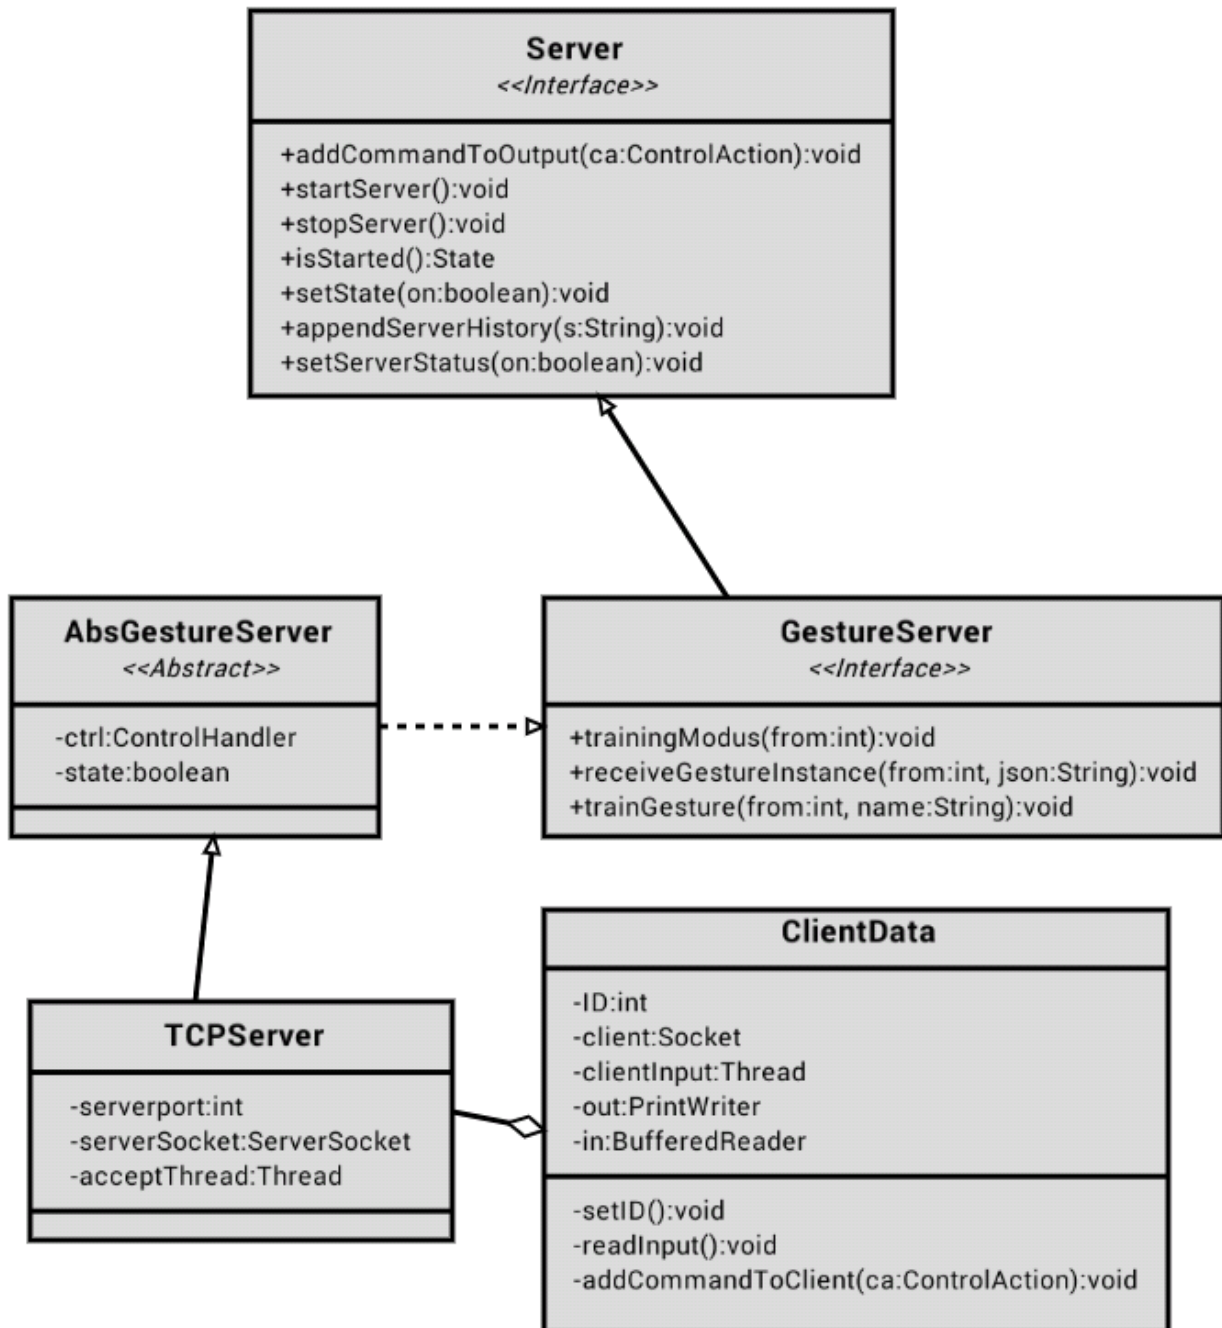 Server
<<Interface>>
+addCommandToOutput(ca:ControlAction):void
+startServer():void
+stopServer():void
+isStarted():State
+setState(on:boolean):void
+appendServerHistory(s:String):void
+setServerStatus(on:boolean):void
AbsGestureServer
<<Abstract>>
-ctrl:ControlHandler
-state:boolean
GestureServer
<<Interface>>
+trainingModus(from:int):void
+receiveGestureInstance(from:int, json:String):void
+trainGesture(from:int, name:String):void
TCPServer
-serverport:int
-serverSocket:ServerSocket
-acceptThread:Thread
ClientData
-ID:int
-client:Socket
-clientInput:Thread
-out:PrintWriter
-in:BufferedReader
-setID():void
-readInput():void
-addCommandToClient(ca:ControlAction):void